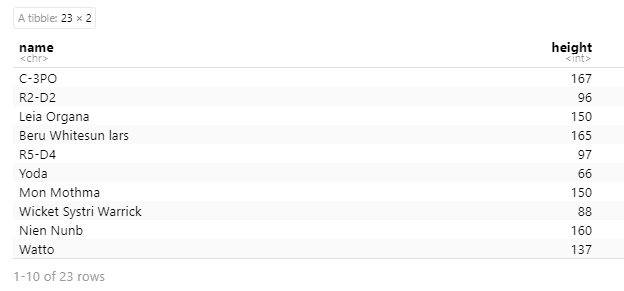 A tibble: 23 × 2
name height
<chr> <int>
C-3PO 167
R2-D2 96
Leia Organa 150
Beru Whitesun lars 165
R5-D4 97
Yoda 66
Mon Mothma 150
Wicket Systri Warrick 88
Nien Nunb 160
Watto 137
1-10 of 23 rows